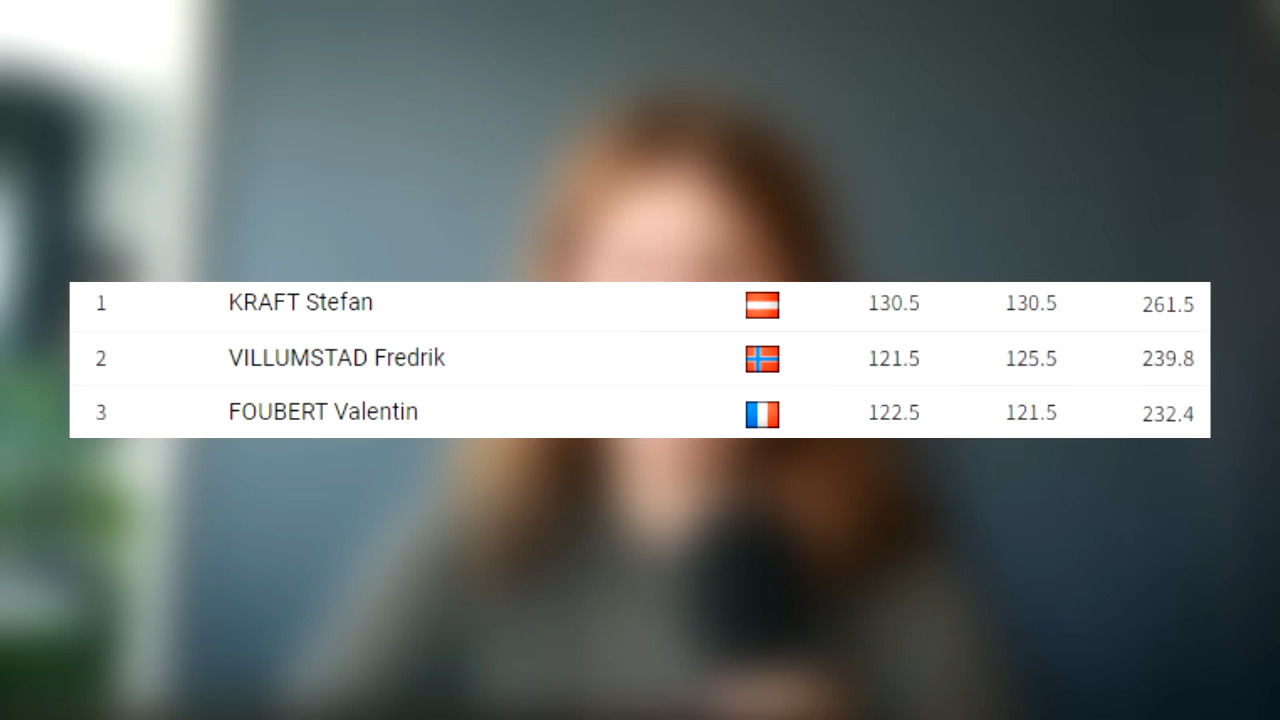 1 KRAFT Stefan 130.5 130.5 261.5
2 VILLUMSTAD Fredrik 121.5 125.5 239.8
3 FOUBERT Valentin 122.5 121.5 232.4